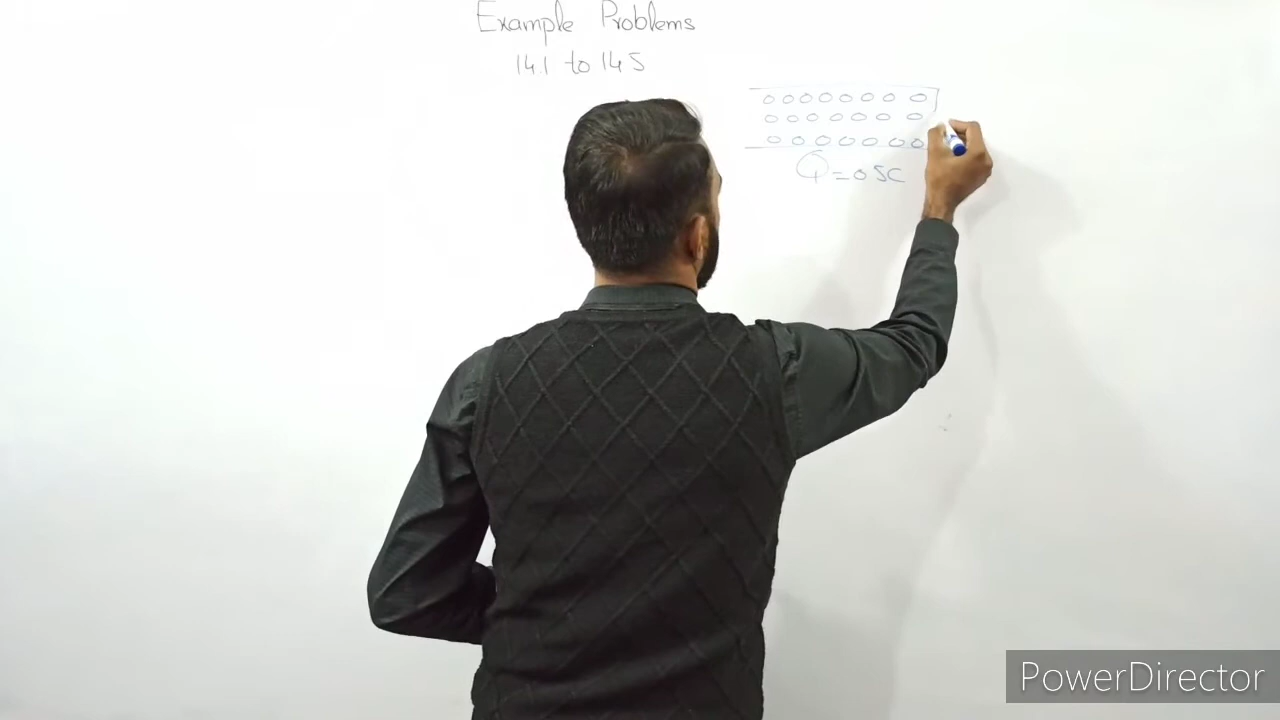 Example Problems
14.1 to 14.5
Q = 0.5C
PowerDirector